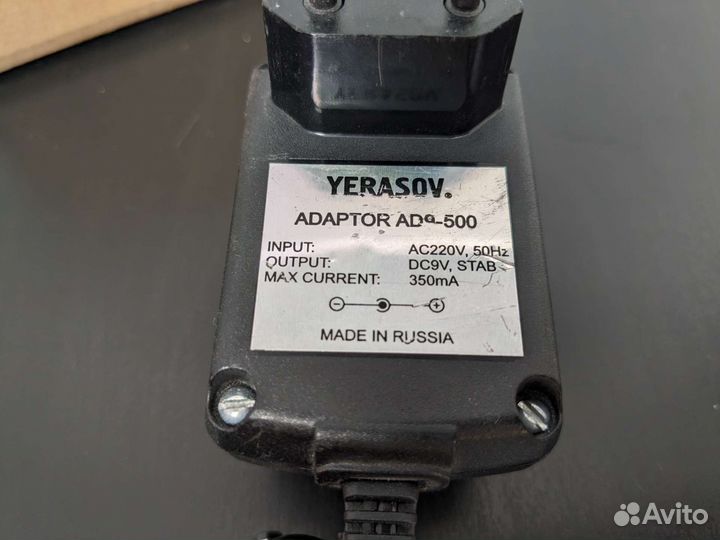 YERASOV®
ADAPTOR AD9-500
INPUT: AC220V, 50Hz
OUTPUT: DC9V, STAB
MAX CURRENT: 350mA
MADE IN RUSSIA
Avito